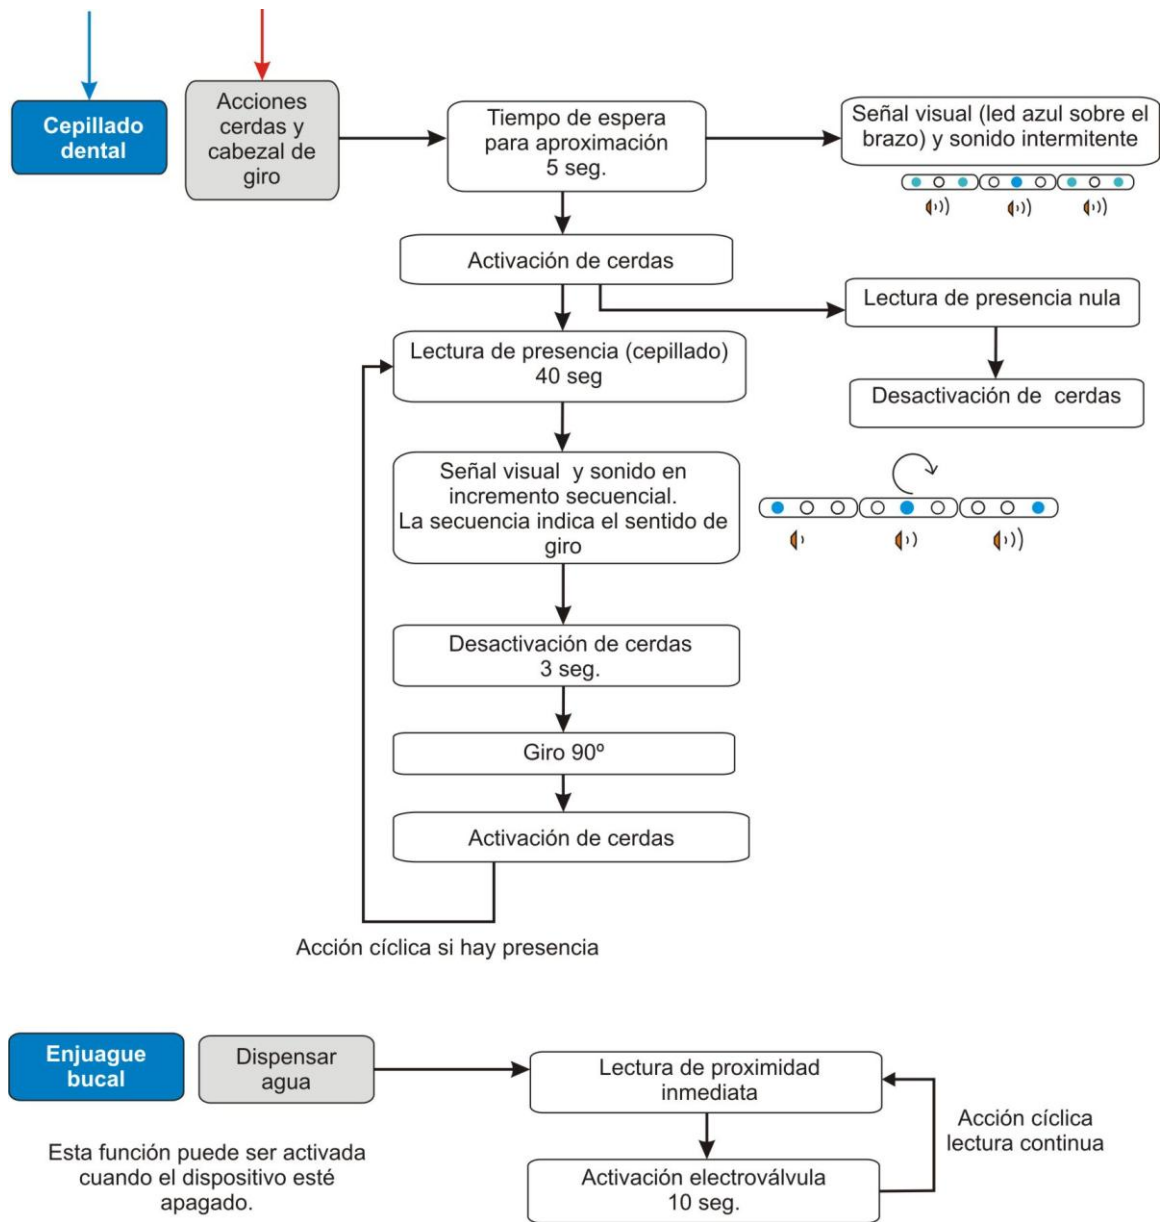 Cepillado
dental
Acciones
cerdas y
cabezal de
giro
Tiempo de espera
para aproximación
5 seg.
Señal visual (led azul sobre el
brazo) y sonido intermitente
Activación de cerdas
Lectura de presencia nula
Lectura de presencia (cepillado)
40 seg
Desactivación de cerdas
Señal visual y sonido en
incremento secuencial.
La secuencia indica el sentido de
giro
Desactivación de cerdas
3 seg.
Giro 90º
Activación de cerdas
Acción cíclica si hay presencia
Enjuague
bucal
Dispensar
agua
Lectura de proximidad
inmediata
Acción cíclica
lectura continua
Esta función puede ser activada
cuando el dispositivo esté
apagado.
Activación electroválvula
10 seg.